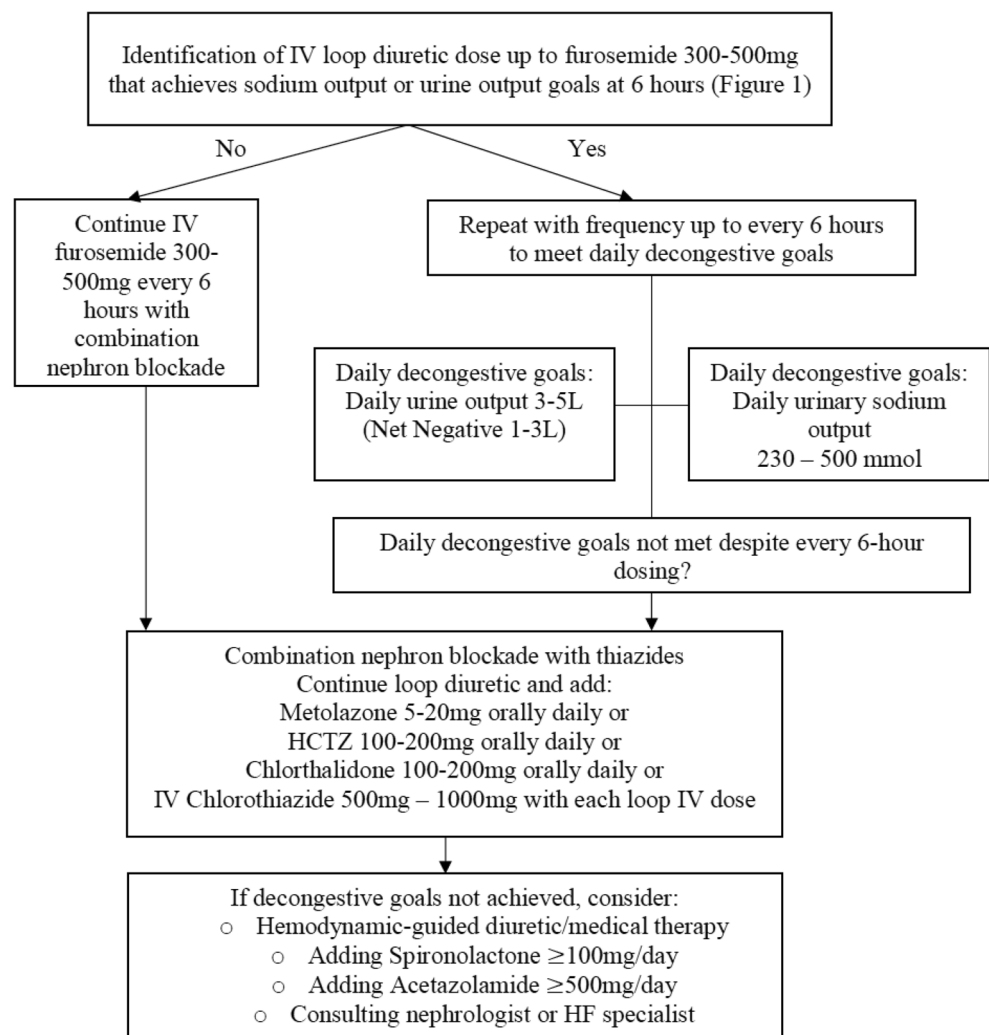 Identification of IV loop diuretic dose up to furosemide 300-500mg
that achieves sodium output or urine output goals at 6 hours (Figure 1)
No
Yes
Continue IV
furosemide 300-
500mg every 6
hours with
combination
nephron blockade
Repeat with frequency up to every 6 hours
to meet daily decongestive goals
Daily decongestive goals:
Daily urine output 3-5L
(Net Negative 1-3L)
Daily decongestive goals:
Daily urinary sodium
output
230 – 500 mmol
Daily decongestive goals not met despite every 6-hour
dosing?
Combination nephron blockade with thiazides
Continue loop diuretic and add:
Metolazone 5-20mg orally daily or
HCTZ 100-200mg orally daily or
Chlorthalidone 100-200mg orally daily or
IV Chlorothiazide 500mg – 1000mg with each loop IV dose
If decongestive goals not achieved, consider:
○ Hemodynamic-guided diuretic/medical therapy
○ Adding Spironolactone ≥100mg/day
○ Adding Acetazolamide ≥500mg/day
○ Consulting nephrologist or HF specialist